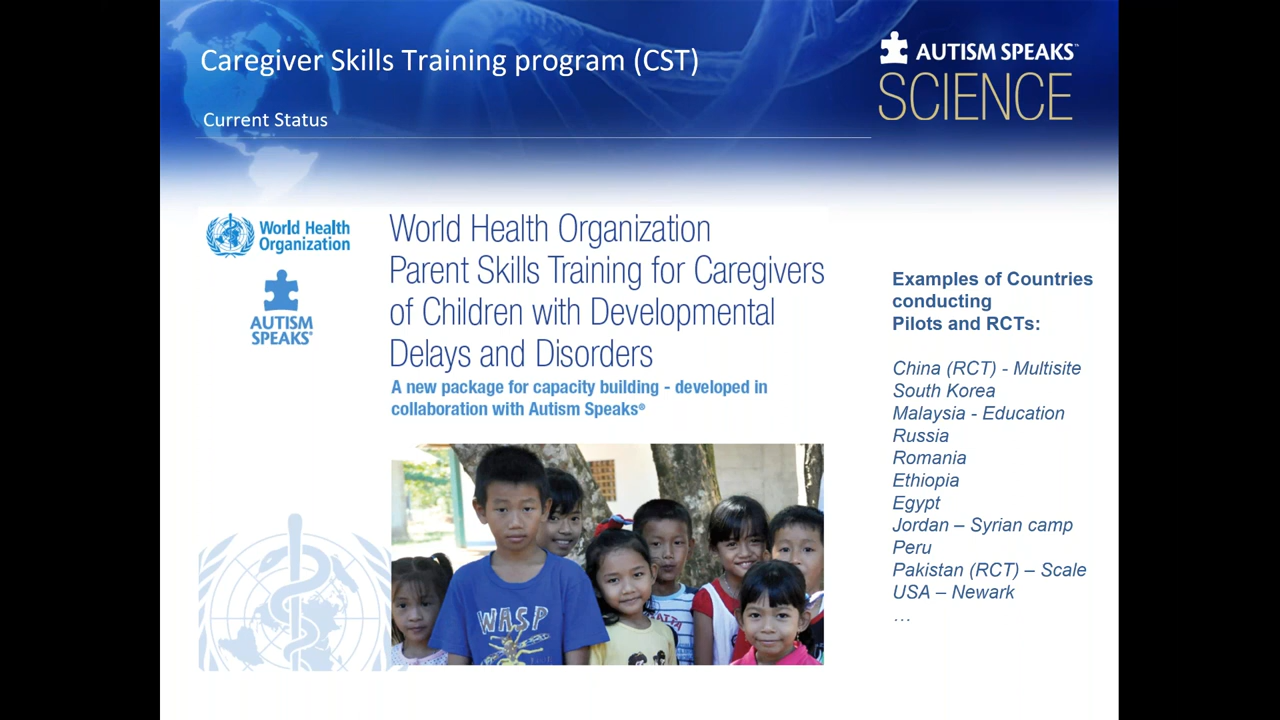 Caregiver Skills Training program (CST)
Current Status
AUTISM SPEAKS™
SCIENCE
World Health
Organization
AUTISM
SPEAKS®
World Health Organization
Parent Skills Training for Caregivers
of Children with Developmental
Delays and Disorders
A new package for capacity building - developed in
collaboration with Autism Speaks®
WASP
Examples of Countries
conducting
Pilots and RCTs:
China (RCT) - Multisite
South Korea
Malaysia - Education
Russia
Romania
Ethiopia
Egypt
Jordan – Syrian camp
Peru
Pakistan (RCT) – Scale
USA – Newark
…